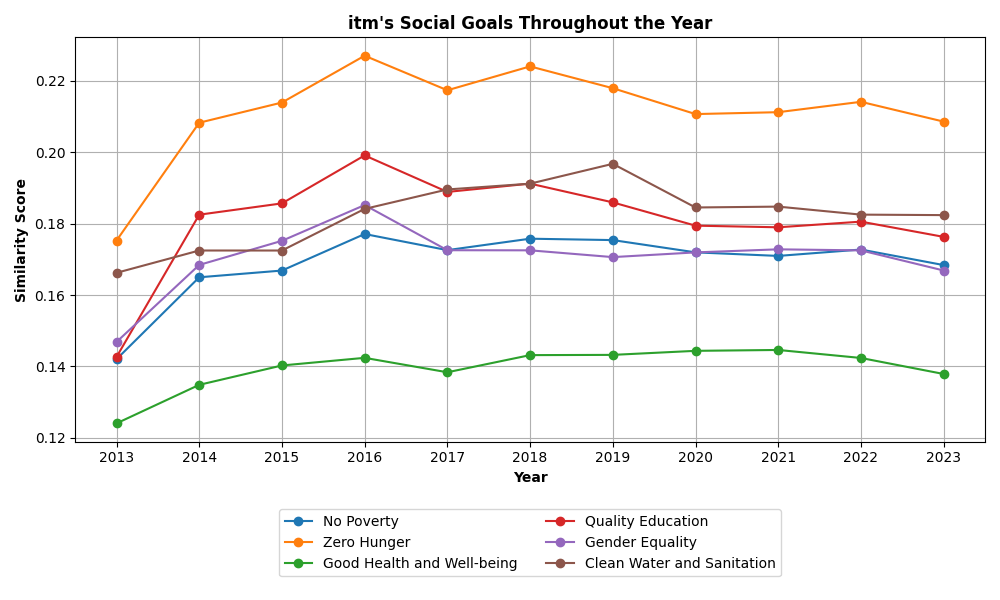 itm's Social Goals Throughout the Year
Similarity Score
0.22
0.20
0.18
0.16
0.14
0.12
2013 2014 2015 2016 2017 2018 2019 2020 2021 2022 2023
Year
No Poverty
Zero Hunger
Good Health and Well-being
Quality Education
Gender Equality
Clean Water and Sanitation